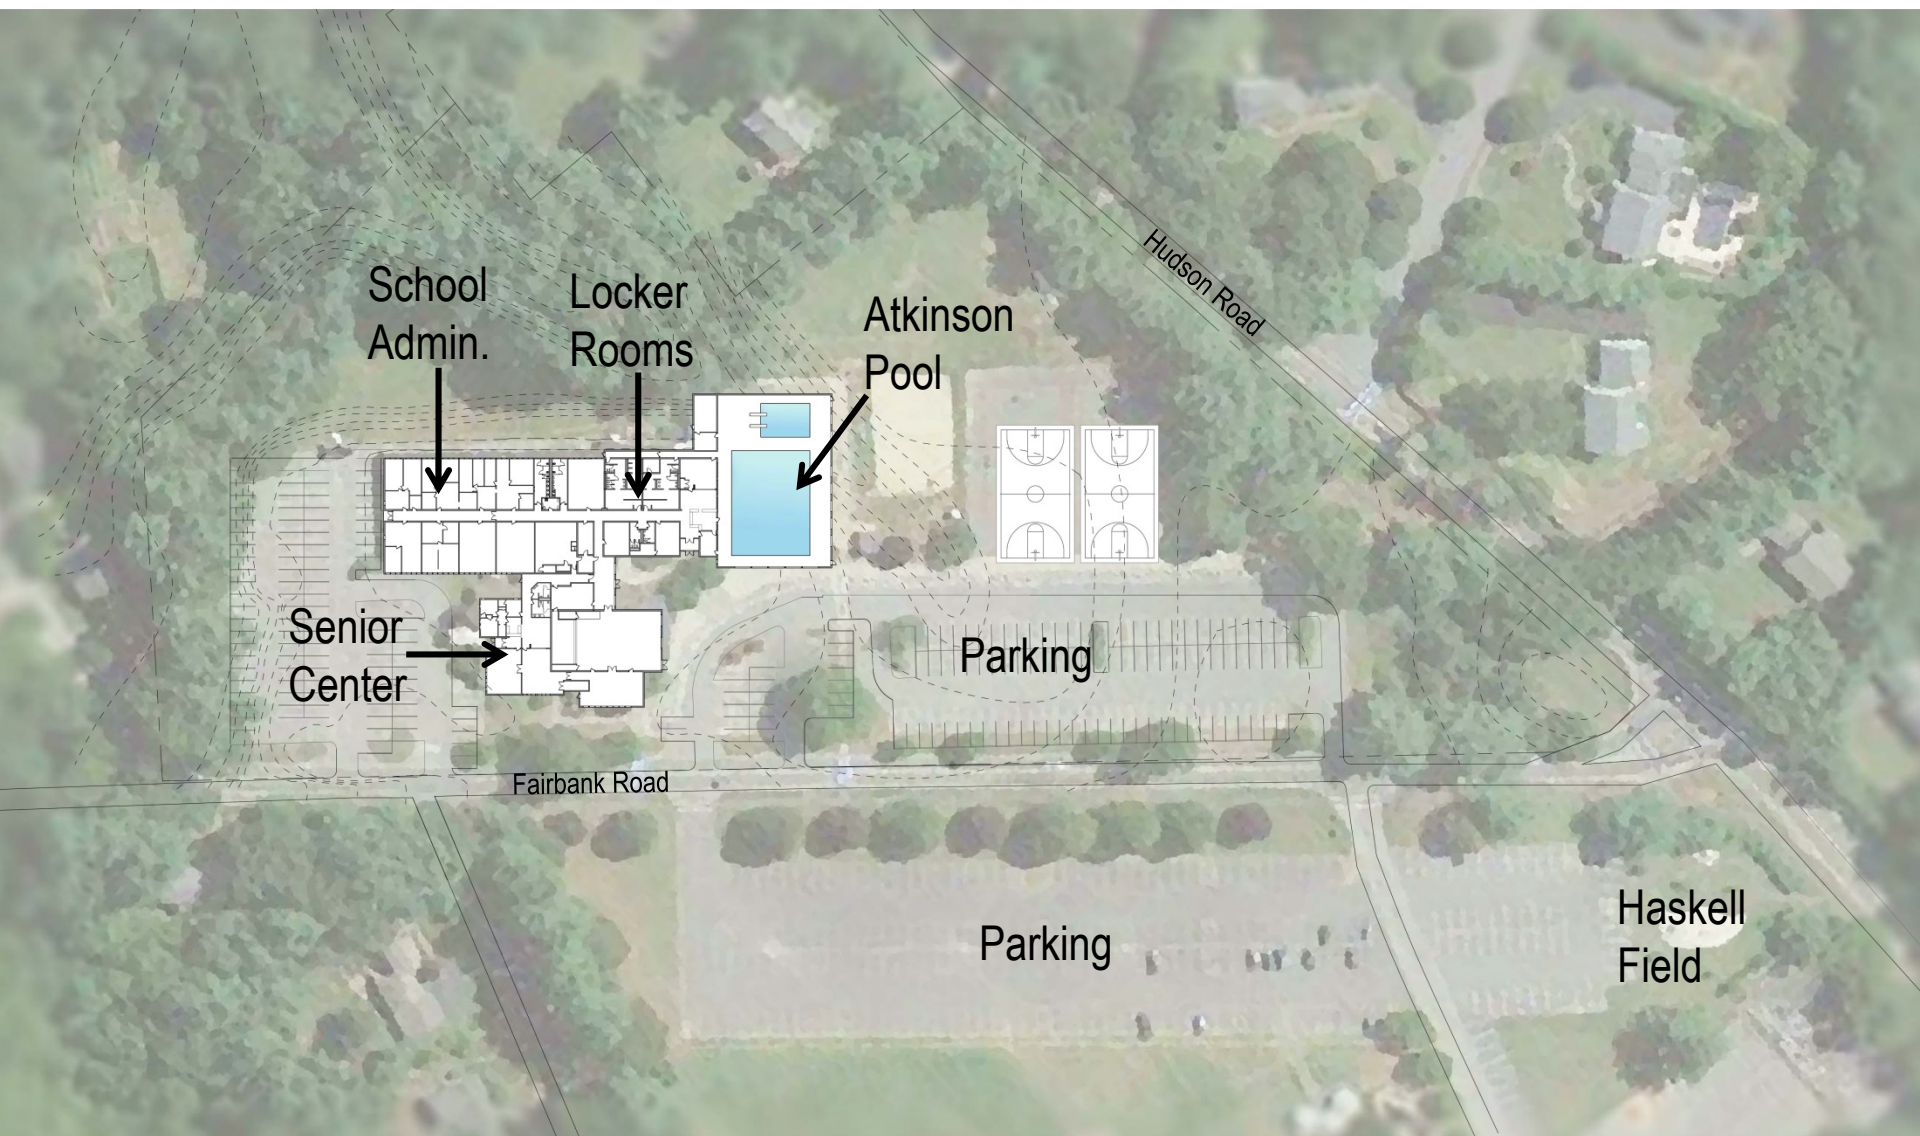 School
Admin.
Locker
Rooms
Atkinson
Pool
Hudson Road
Senior
Center
Parking
Fairbank Road
Parking
Haskell
Field